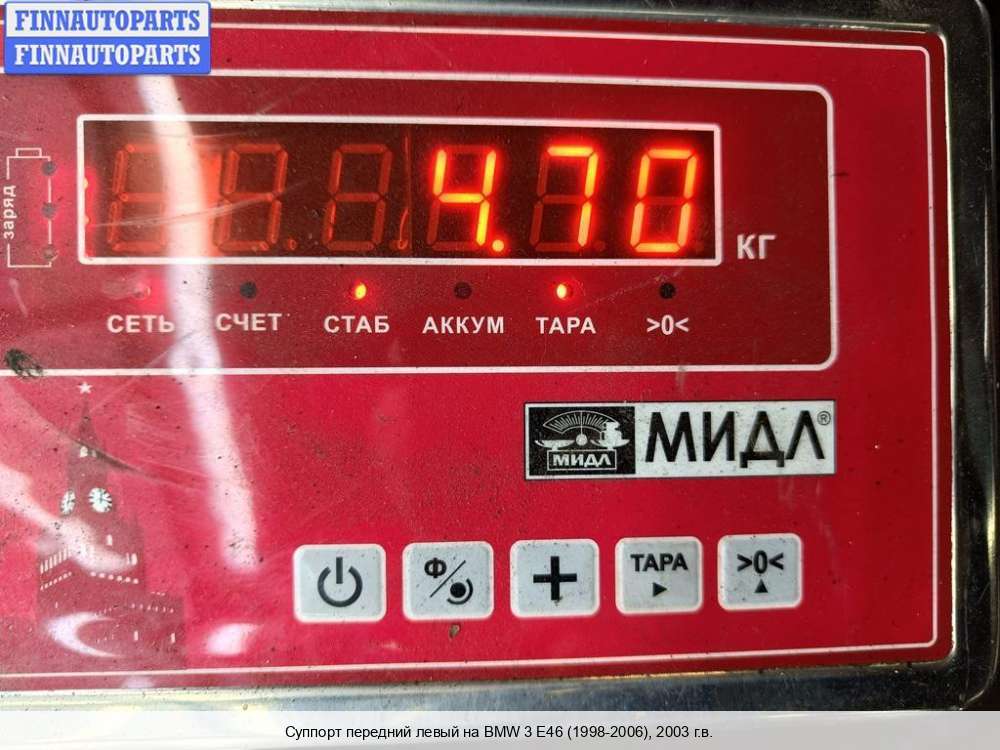 FINNAUTOPARTS
FINNAUTOPARTS
заряд
4.70
КГ
СЕТЬ СЧЕТ СТАБ АККУМ ТАРА >0<
МИДЛ
МИДЛ®
Ф
ТАРА
>0<
Суппорт передний левый на BMW 3 E46 (1998-2006), 2003 г.в.